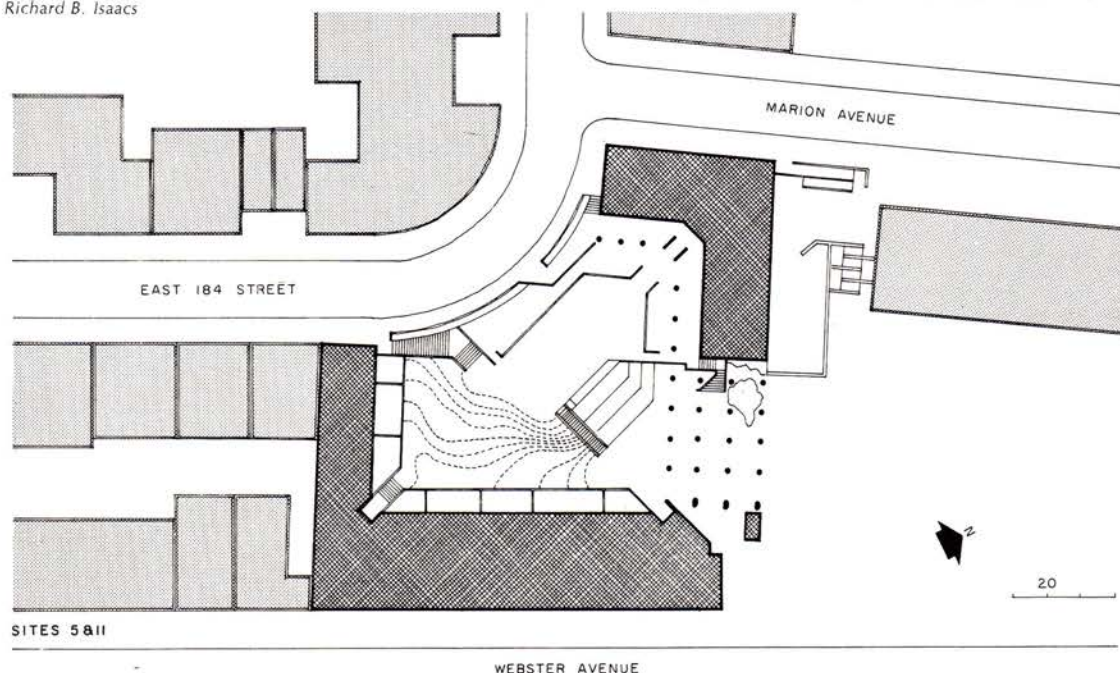 Richard B. Isaacs
MARION AVENUE
EAST 184 STREET
N
20
SITES 5&11
WEBSTER AVENUE